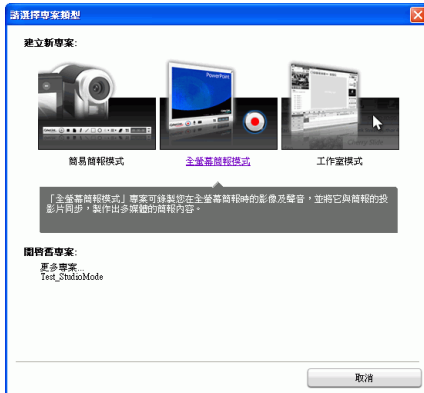 請選擇專案類型
建立新專案:
PowerPoint
簡易簡報模式
全螢幕簡報模式
工作室模式
「全螢幕簡報模式」專案可錄製您在全螢幕簡報時的影像及聲音，並將它與簡報的投
影片同步，製作出多媒體的簡報內容。
開啟舊專案:
更多專案...
Test_StudioMode
取消